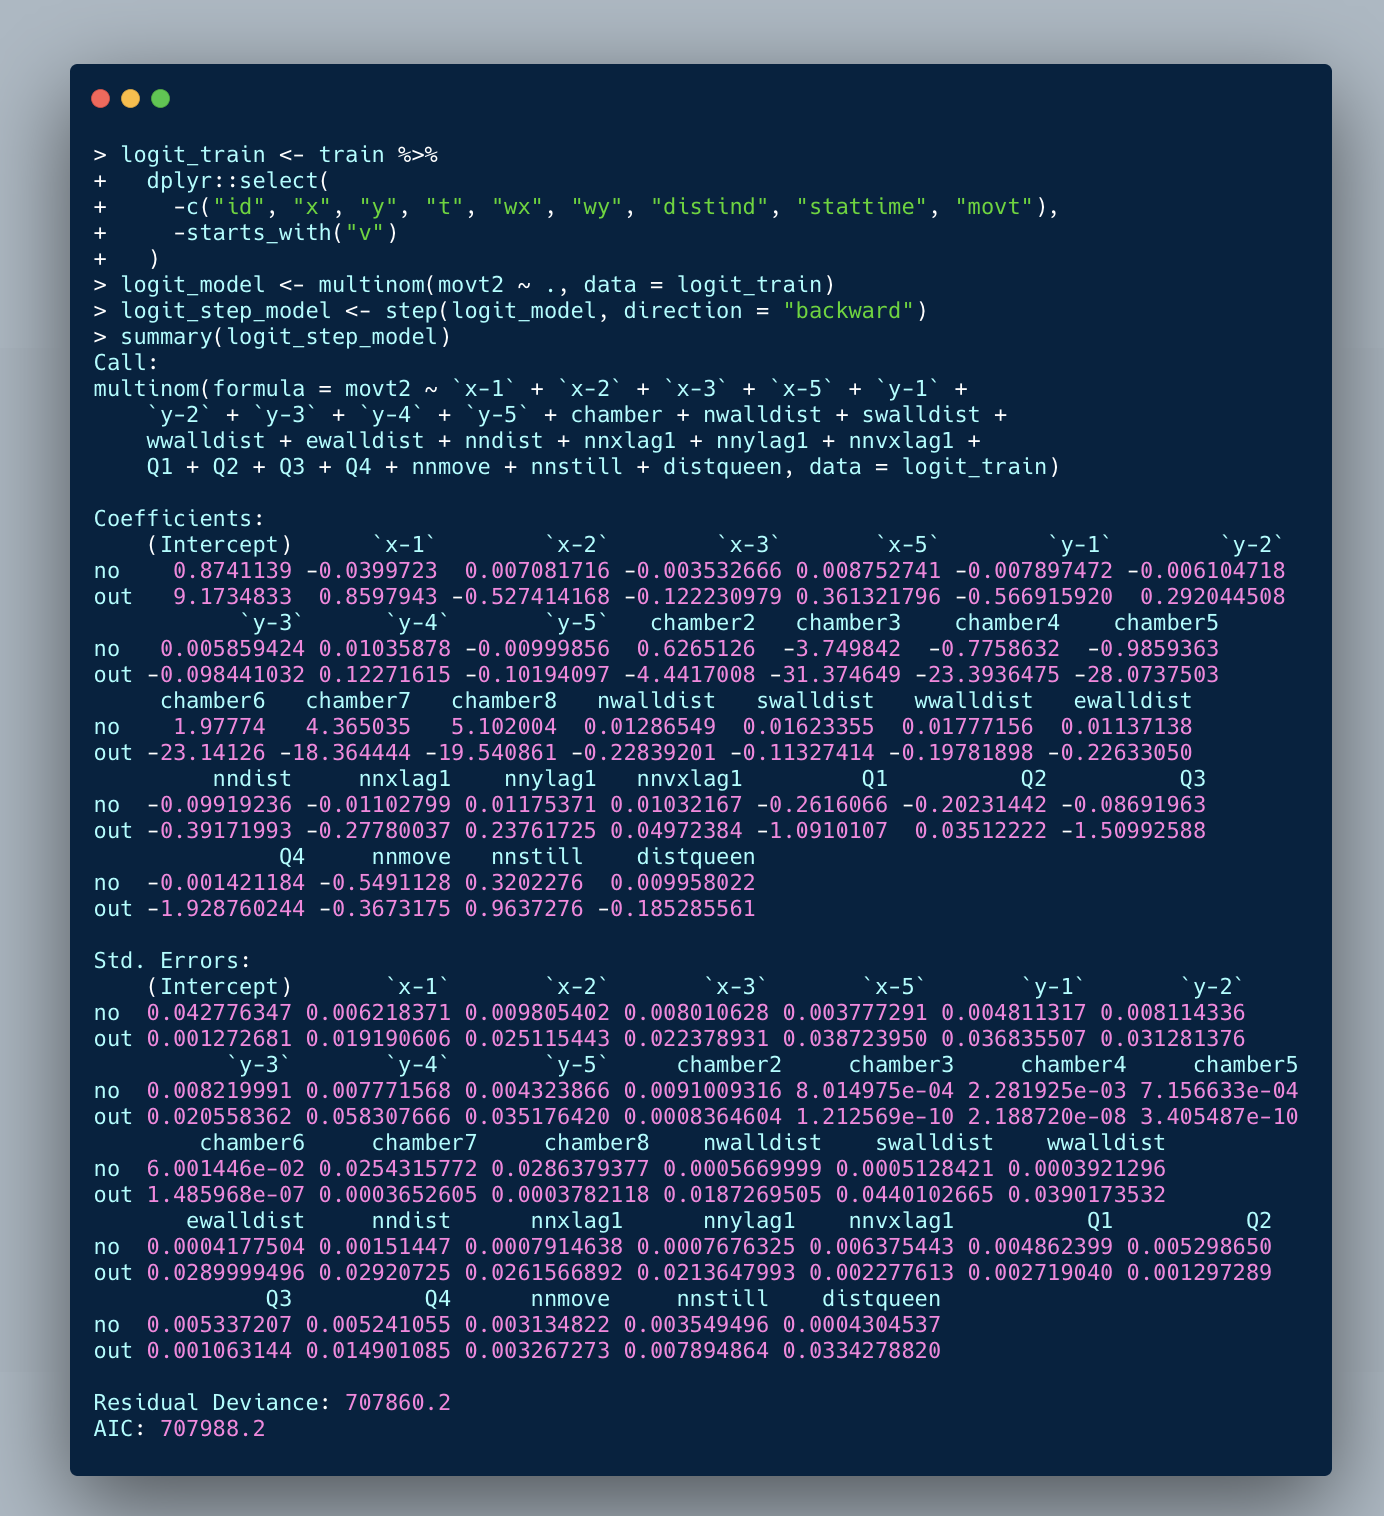 > logit_train <- train %>%
+   dplyr::select(
+     -c("id", "x", "y", "t", "wx", "wy", "distind", "stattime", "movt"),
+     -starts_with("v")
+   )
> logit_model <- multinom(movt2 ~ ., data = logit_train)
> logit_step_model <- step(logit_model, direction = "backward")
> summary(logit_step_model)
Call:
multinom(formula = movt2 ~ `x-1` + `x-2` + `x-3` + `x-5` + `y-1` +
    `y-2` + `y-3` + `y-4` + `y-5` + chamber + nwalldist + swalldist +
    wwalldist + ewalldist + nndist + nnxlag1 + nnylag1 + nnvxlag1 +
    Q1 + Q2 + Q3 + Q4 + nnmove + nnstill + distqueen, data = logit_train)

Coefficients:
    (Intercept)      `x-1`        `x-2`        `x-3`       `x-5`        `y-1`        `y-2`
no    0.8741139 -0.0399723  0.007081716 -0.003532666 0.008752741 -0.007897472 -0.006104718
out   9.1734833  0.8597943 -0.527414168 -0.122230979 0.361321796 -0.566915920  0.292044508
           `y-3`      `y-4`       `y-5`   chamber2   chamber3    chamber4    chamber5
no   0.005859424 0.01035878 -0.00999856  0.6265126  -3.749842  -0.7758632  -0.9859363
out -0.098441032 0.12271615 -0.10194097 -4.4417008 -31.374649 -23.3936475 -28.0737503
     chamber6   chamber7   chamber8   nwalldist   swalldist   wwalldist   ewalldist
no    1.97774   4.365035   5.102004  0.01286549  0.01623355  0.01777156  0.01137138
out -23.14126 -18.364444 -19.540861 -0.22839201 -0.11327414 -0.19781898 -0.22633050
         nndist     nnxlag1    nnylag1   nnvxlag1         Q1          Q2          Q3
no  -0.09919236 -0.01102799 0.01175371 0.01032167 -0.2616066 -0.20231442 -0.08691963
out -0.39171993 -0.27780037 0.23761725 0.04972384 -1.0910107  0.03512222 -1.50992588
              Q4     nnmove   nnstill    distqueen
no  -0.001421184 -0.5491128 0.3202276  0.009958022
out -1.928760244 -0.3673175 0.9637276 -0.185285561

Std. Errors:
    (Intercept)       `x-1`       `x-2`       `x-3`       `x-5`       `y-1`       `y-2`
no  0.042776347 0.006218371 0.009805402 0.008010628 0.003777291 0.004811317 0.008114336
out 0.001272681 0.019190606 0.025115443 0.022378931 0.038723950 0.036835507 0.031281376
          `y-3`       `y-4`       `y-5`     chamber2     chamber3     chamber4     chamber5
no  0.008219991 0.007771568 0.004323866 0.0091009316 8.014975e-04 2.281925e-03 7.156633e-04
out 0.020558362 0.058307666 0.035176420 0.0008364604 1.212569e-10 2.188720e-08 3.405487e-10
        chamber6     chamber7     chamber8    nwalldist    swalldist    wwalldist
no  6.001446e-02 0.0254315772 0.0286379377 0.0005669999 0.0005128421 0.0003921296
out 1.485968e-07 0.0003652605 0.0003782118 0.0187269505 0.0440102665 0.0390173532
       ewalldist     nndist      nnxlag1      nnylag1    nnvxlag1          Q1          Q2
no  0.0004177504 0.00151447 0.0007914638 0.0007676325 0.006375443 0.004862399 0.005298650
out 0.0289999496 0.02920725 0.0261566892 0.0213647993 0.002277613 0.002719040 0.001297289
             Q3          Q4      nnmove     nnstill    distqueen
no  0.005337207 0.005241055 0.003134822 0.003549496 0.0004304537
out 0.001063144 0.014901085 0.003267273 0.007894864 0.0334278820

Residual Deviance: 707860.2
AIC: 707988.2